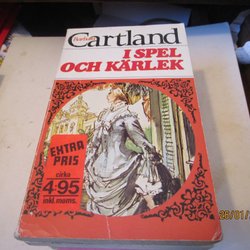 Barbara
Cartland
I SPEL
OCH KÄRLEK
EXTRA
PRIS
cirka
4:95
inkl. moms.